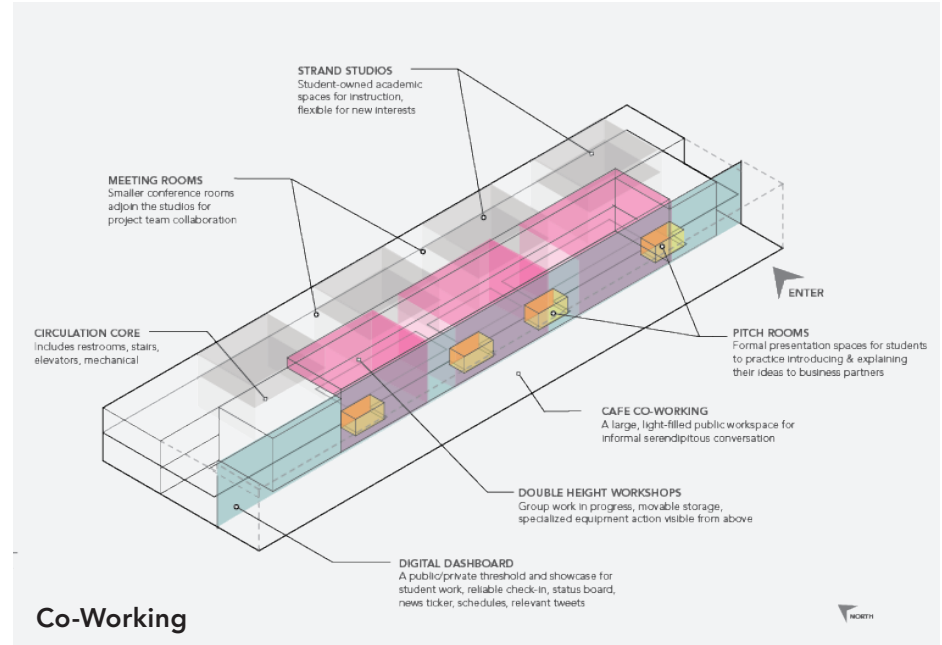 STRAND STUDIOS
Student-owned academic
spaces for instruction,
flexible for new interests
MEETING ROOMS
Smaller conference rooms
adjoin the studios for
project team collaboration
ENTER
CIRCULATION CORE
Includes restrooms, stairs,
elevators, mechanical
PITCH ROOMS
Formal presentation spaces for students
to practice introducing & explaining
their ideas to business partners
CAFE CO-WORKING
A large, light-filled public workspace for
informal serendipitous conversation
DOUBLE HEIGHT WORKSHOPS
Group work in progress, movable storage,
specialized equipment action visible from above
DIGITAL DASHBOARD
A public/private threshold and showcase for
student work, reliable check-in, status board,
news ticker, schedules, relevant tweets
Co-Working
NORTH